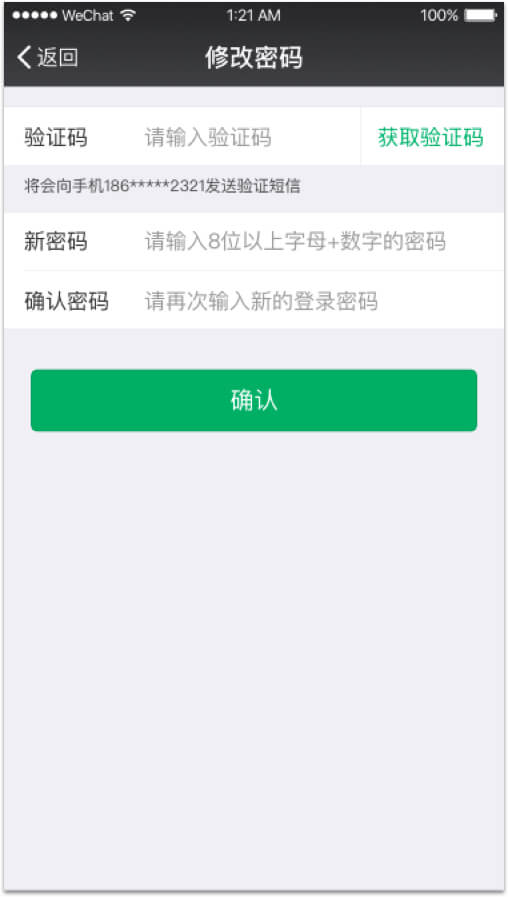 WeChat 1:21 AM 100%
返回 修改密码
验证码 请输入验证码 获取验证码
将会向手机186*****2321发送验证短信
新密码 请输入8位以上字母+数字的密码
确认密码 请再次输入新的登录密码
确认